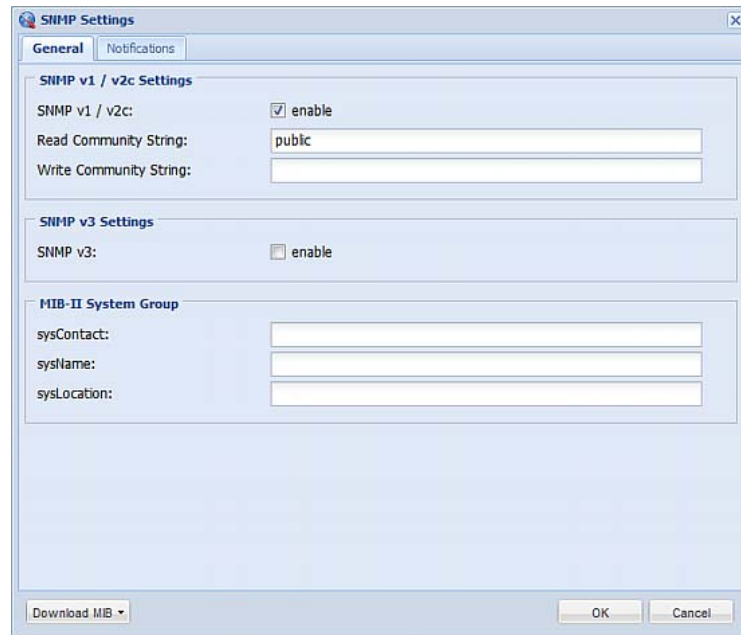 SNMP Settings
General Notifications
SNMP v1 / v2c Settings
SNMP v1 / v2c: enable
Read Community String: public
Write Community String:
SNMP v3 Settings
SNMP v3: enable
MIB-II System Group
sysContact:
sysName:
sysLocation:
Download MIB OK Cancel